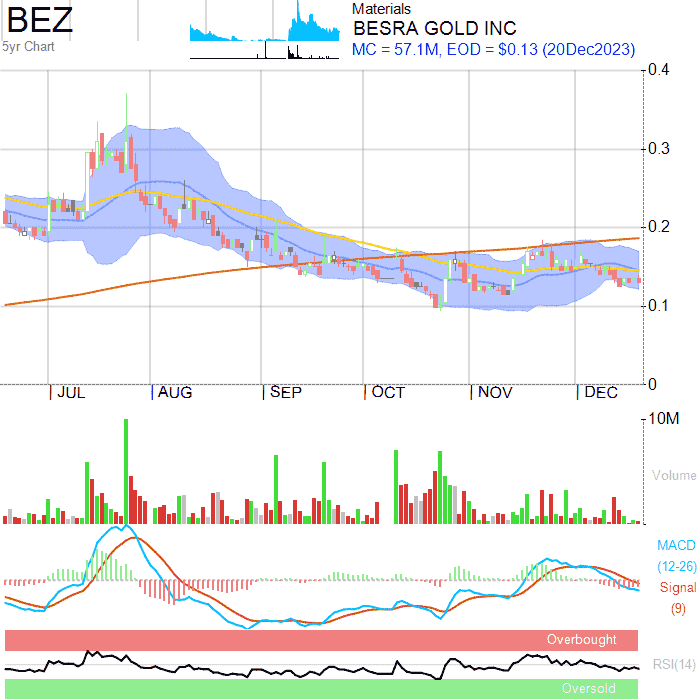 BEZ
5yr Chart
Materials
BESRA GOLD INC
MC = 57.1M, EOD = $0.13 (20Dec2023)
0.4
0.3
0.2
0.1
0
JUL AUG SEP OCT NOV DEC
10M
Volume
MACD
(12-26)
Signal
(9)
Overbought
RSI(14)
Oversold